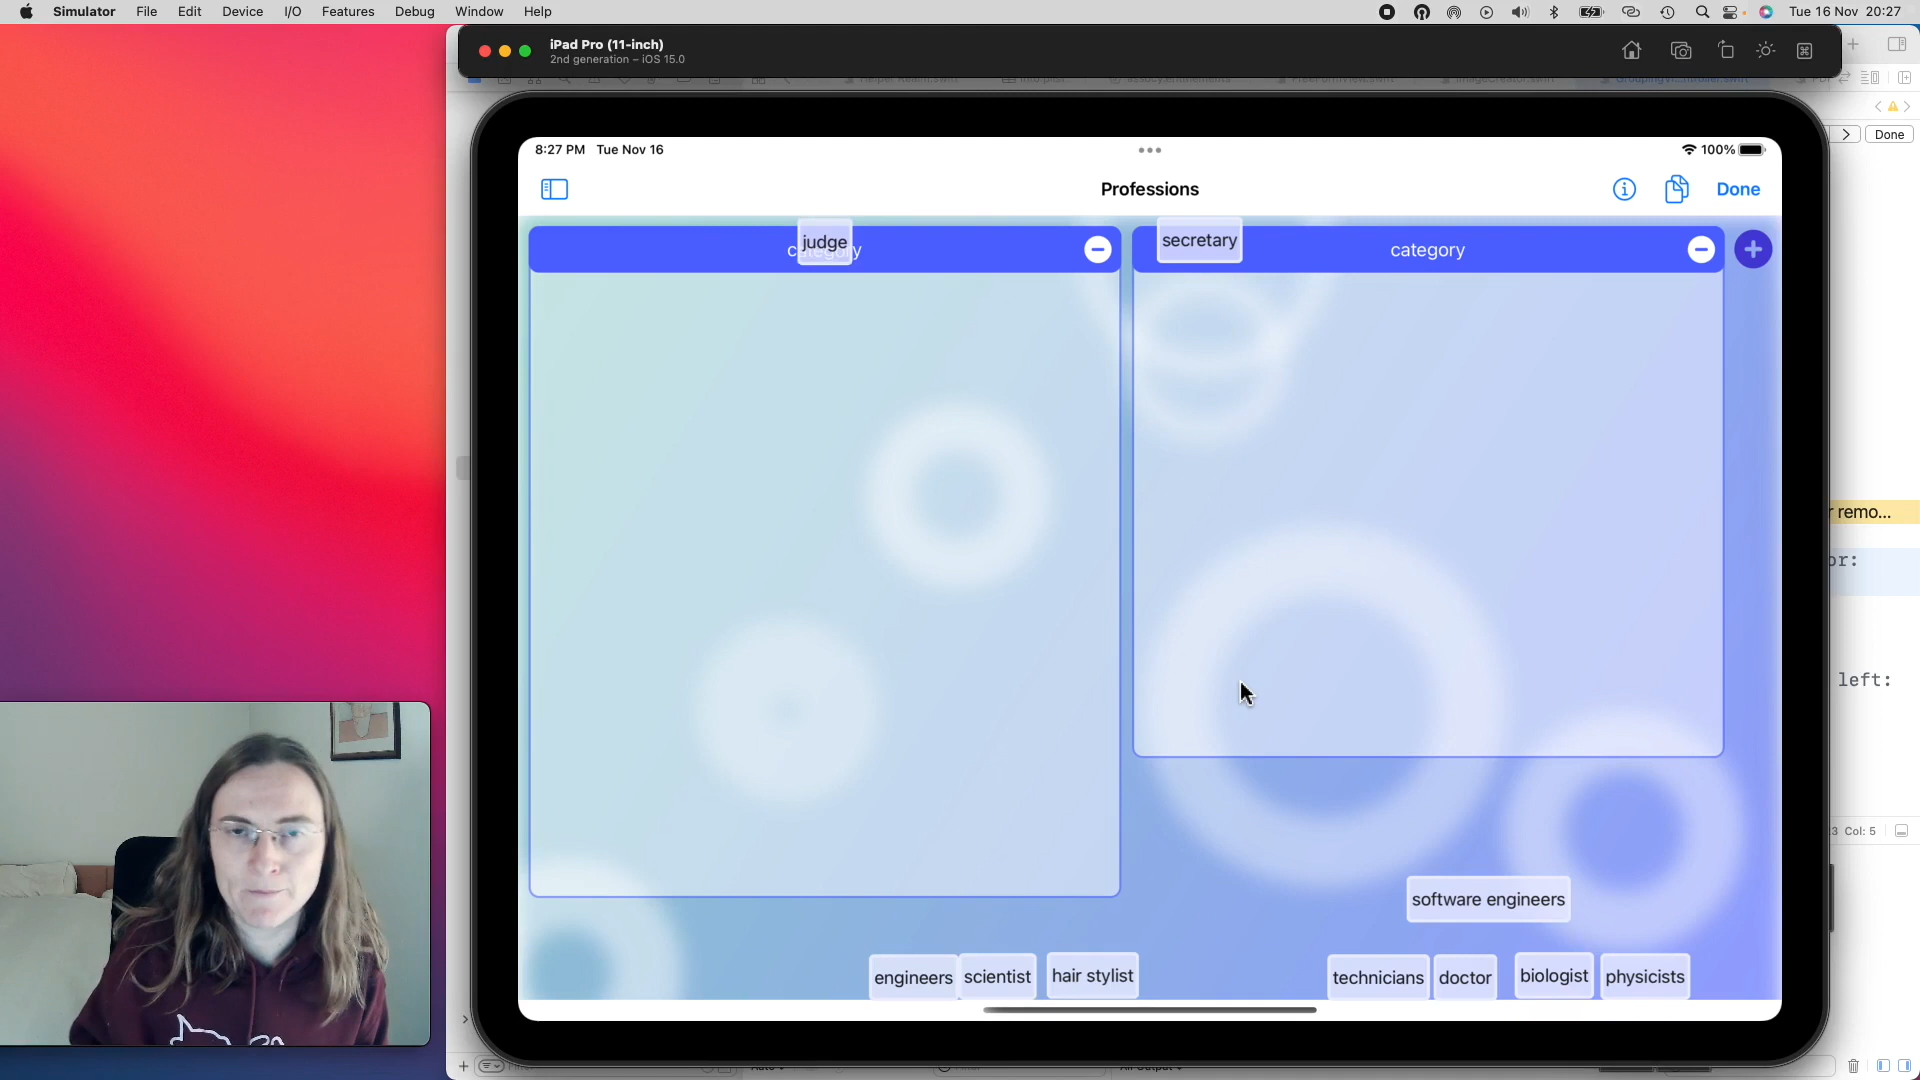 Simulator File Edit Device I/O Features Debug Window Help
Tue 16 Nov 20:27
iPad Pro (11-inch)
2nd generation – iOS 15.0
Done
8:27 PM Tue Nov 16
100%
Professions
Done
judge
secretary
category
category
r remo...
or:
left:
Col: 5
software engineers
engineers
scientist
hair stylist
technicians
doctor
biologist
physicists